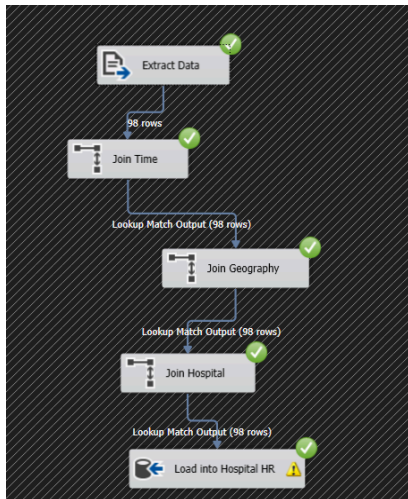 Extract Data
98 rows
Join Time
Lookup Match Output (98 rows)
Join Geography
Lookup Match Output (98 rows)
Join Hospital
Lookup Match Output (98 rows)
Load into Hospital HR